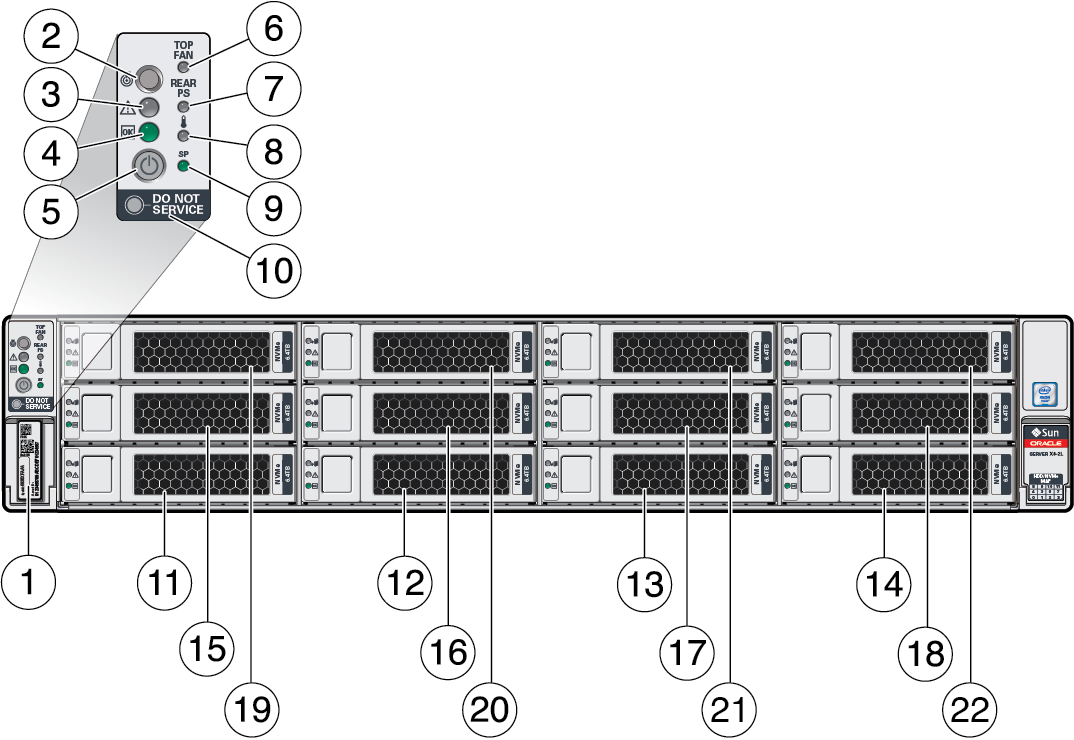 2
3
4
5
TOP
FAN
REAR
PS
OK
SP
DO NOT
SERVICE
6
7
8
9
10
TOP
FAN
REAR
PS
DO NOT
SERVICE
NVMe
6.4TB
NVMe
6.4TB
NVMe
6.4TB
NVMe
6.4TB
NVMe
6.4TB
NVMe
6.4TB
NVMe
6.4TB
NVMe
6.4TB
NVMe
6.4TB
NVMe
6.4TB
NVMe
6.4TB
NVMe
6.4TB
Sun
ORACLE
1
11
12
13
14
15
16
17
18
19
20
21
22